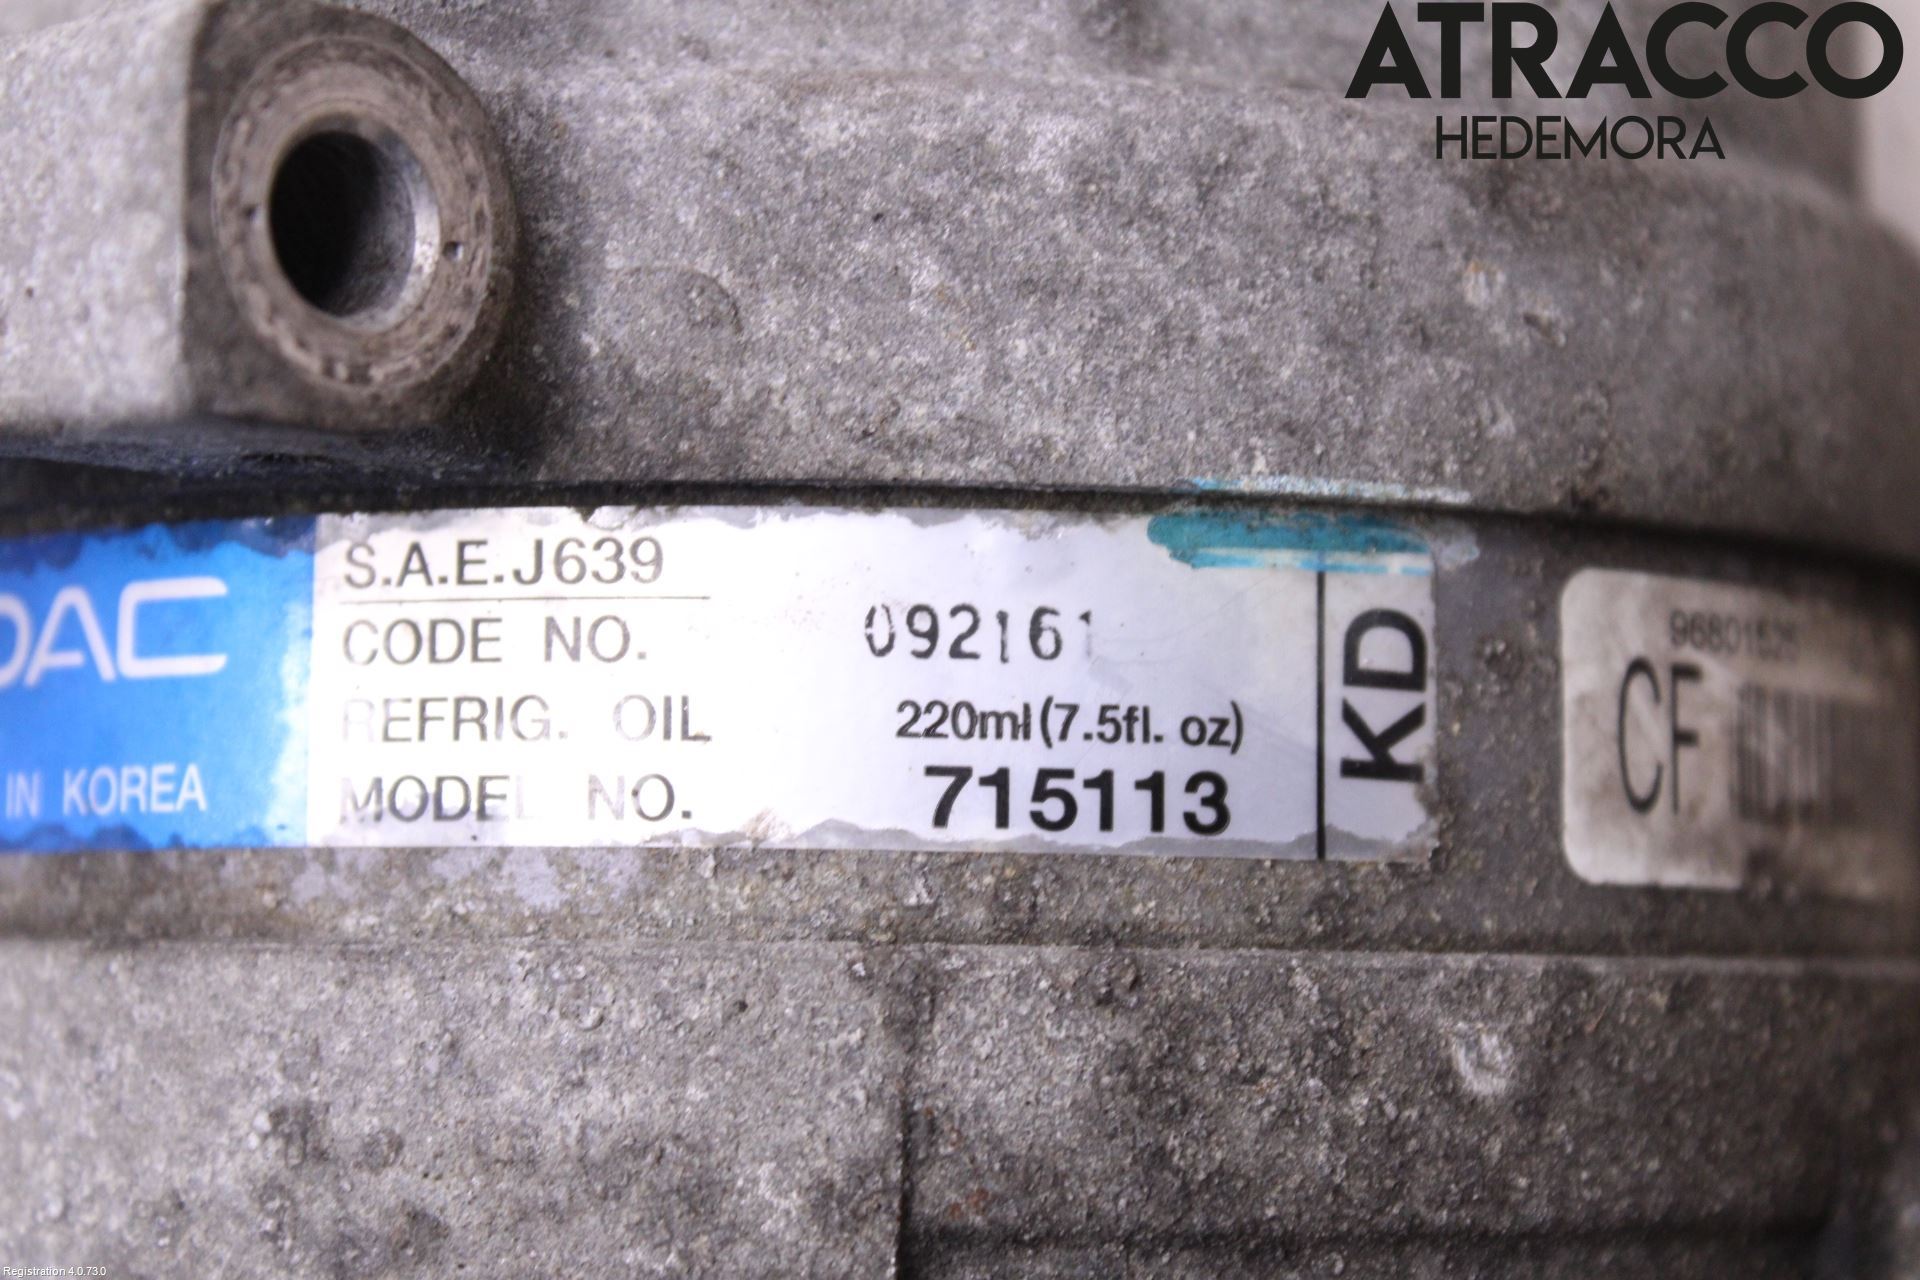 ATRACCO
HEDEMORA
DAC
IN KOREA
S.A.E.J639
CODE NO. 092161
REFRIG. OIL 220ml (7.5fl. oz)
MODEL NO. 715113
KD
CF
Registration 4.0.73.0